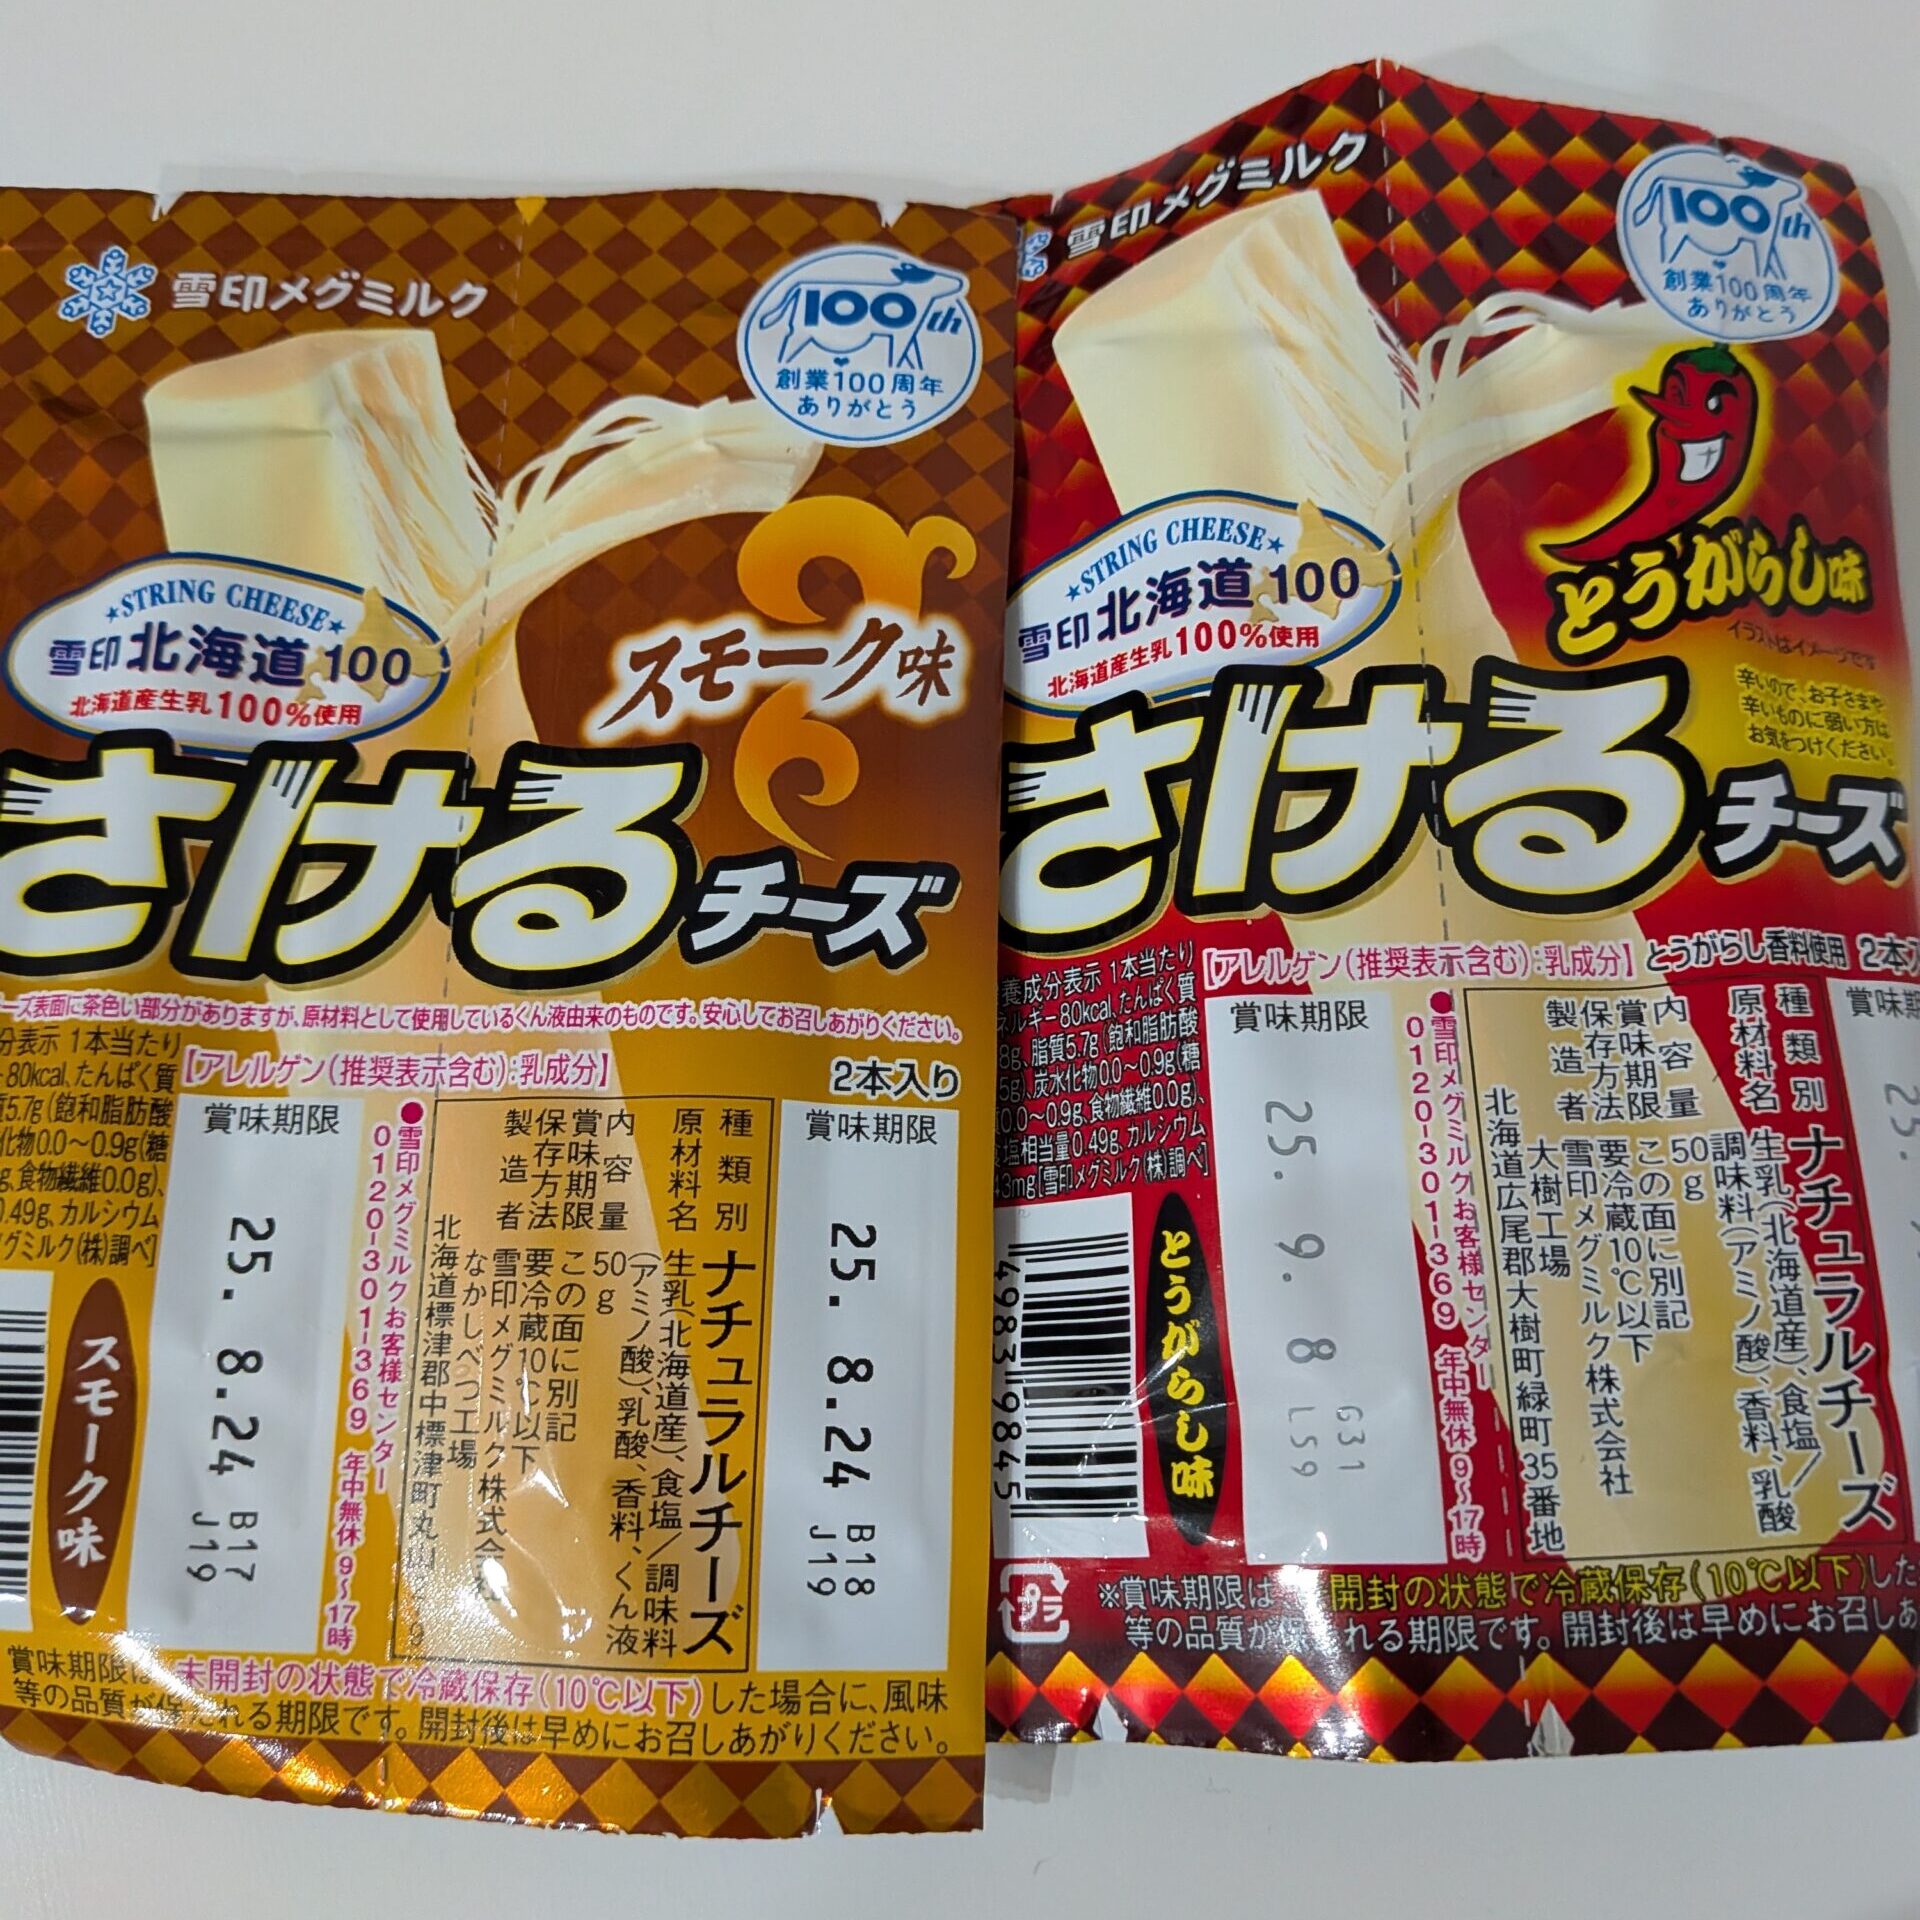 雪印メグミルク
100th
創業100周年
ありがとう
★STRING CHEESE★
雪印北海道100
北海道産生乳100%使用
スモーク味
さけるチーズ
ーズ表面に茶色い部分がありますが、原材料として使用しているくん液由来のものです。安心してお召しあがりください。
分表示 1本当たり
80kcal、たんぱく質
質5.7g(飽和脂肪酸
化物0.0〜0.9g(糖
g、食物繊維0.0g)、
0.49g、カルシウム
グミルク(株)調べ]
【アレルゲン(推奨表示含む):乳成分】
2本入り
賞味期限
25. 8.24 B17
J19
●雪印メグミルクお客様センター
0120-301-369 年中無休9〜17時
種類別 ナチュラルチーズ
原材料名 生乳(北海道産)、食塩/調味料
(アミノ酸)、乳酸、香料、くん液
内容量 50g
賞味期限 この面に別記
保存方法 要冷蔵10℃以下
製造者 雪印メグミルク株式会
なかしべつ工場
北海道標津郡中標津町丸
賞味期限
25. 8.24 B18
J19
スモーク味
賞味期限は、未開封の状態で冷蔵保存(10℃以下)した場合に、風味
等の品質が保たれる期限です。開封後は早めにお召しあがりください。
雪印メグミルク
100th
創業100周年
ありがとう
とうがらし味
イラストはイメージです
辛いので、お子さまや
辛いものに弱い方は
お気をつけください。
★STRING CHEESE★
雪印北海道100
北海道産生乳100%使用
さけるチーズ
養成分表示 1本当たり
ネルギー80kcal、たんぱく質
8g、脂質5.7g(飽和脂肪酸
5g)、炭水化物0.0〜0.9g(糖
0.0〜0.9g、食物繊維0.0g)、
塩相当量0.49g、カルシウム
3mg[雪印メグミルク(株)調べ]
【アレルゲン(推奨表示含む):乳成分】とうがらし香料使用 2本入
賞味期限
25. 9. 8 G31
L59
●雪印メグミルクお客様センター
0120-301-369 年中無休9〜17時
種類別 ナチュラルチーズ
原材料名 生乳(北海道産)、食塩/
調味料(アミノ酸)、香料、乳酸
内容量 50g
賞味期限 この面に別記
保存方法 要冷蔵10℃以下
製造者 雪印メグミルク株式会社
大樹工場
北海道広尾郡大樹町緑町35番地
賞味期
25.
4983 9845
とうがらし味
プラ
※賞味期限は、未開封の状態で冷蔵保存(10℃以下)した
等の品質が保たれる期限です。開封後は早めにお召しあ